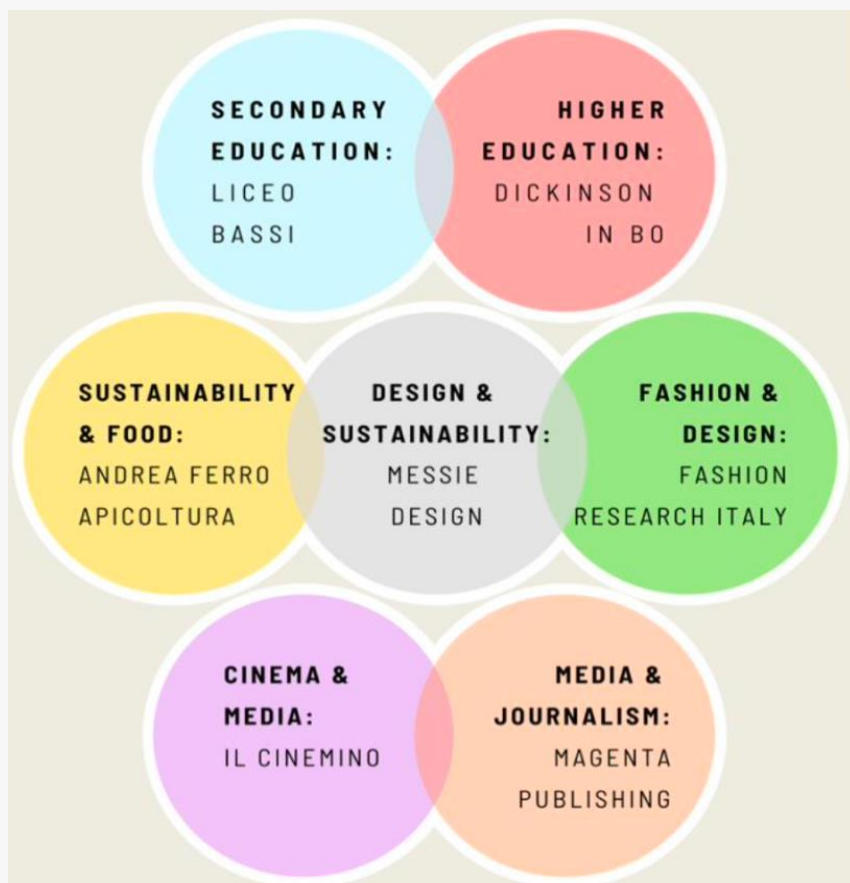 SECONDARY
EDUCATION:
LICEO
BASSI
HIGHER
EDUCATION:
DICKINSON
IN BO
SUSTAINABILITY
& FOOD:
ANDREA FERRO
APICOLTURA
DESIGN &
SUSTAINABILITY:
MESSIE
DESIGN
FASHION &
DESIGN:
FASHION
RESEARCH ITALY
CINEMA &
MEDIA:
IL CINEMINO
MEDIA &
JOURNALISM:
MAGENTA
PUBLISHING